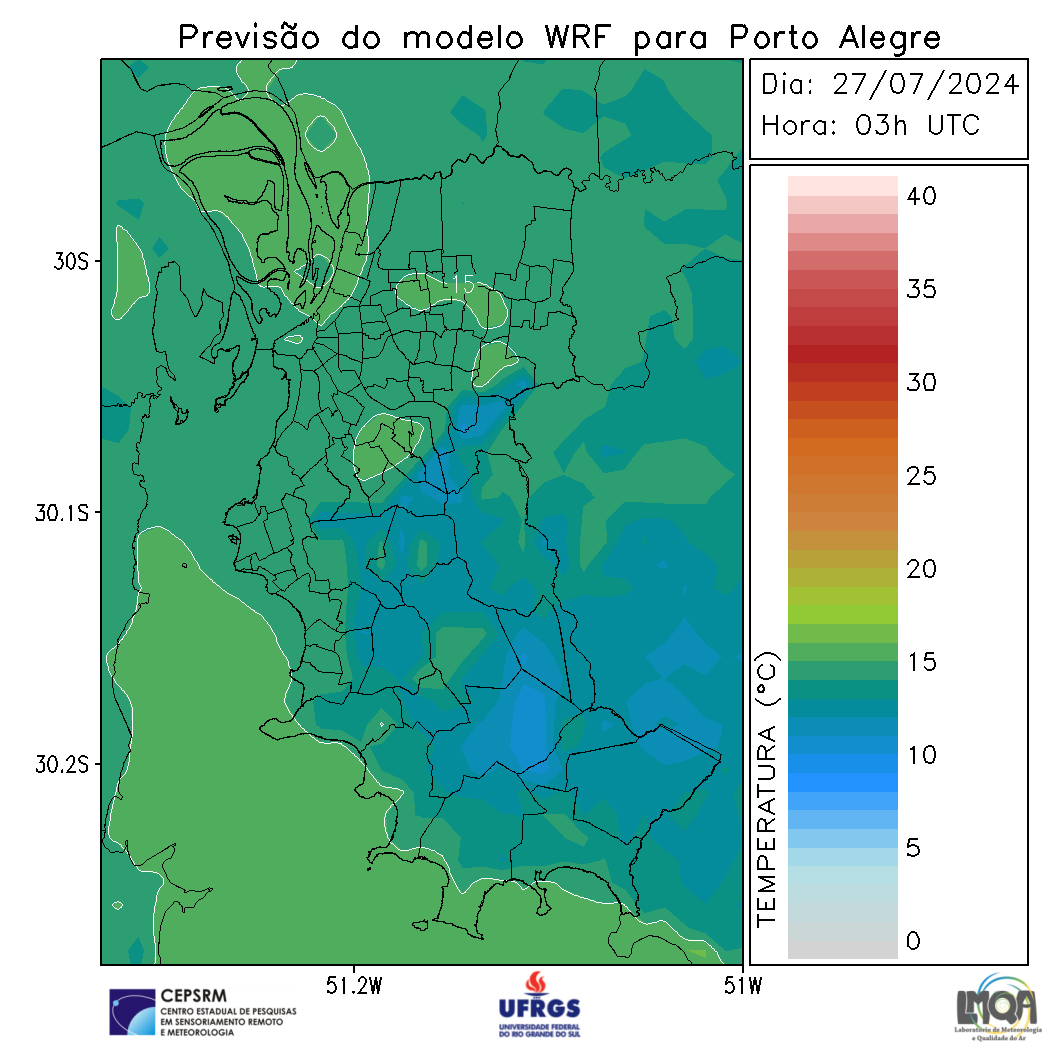 Previsão do modelo WRF para Porto Alegre
Dia: 27/07/2024
Hora: 03h UTC
40
35
30
25
20
15
10
5
0
TEMPERATURA (°C)
30S
30.1S
30.2S
15
51.2W
51W
CEPSRM
CENTRO ESTADUAL DE PESQUISAS
EM SENSORIAMENTO REMOTO
E METEOROLOGIA
UFRGS
UNIVERSIDADE FEDERAL
DO RIO GRANDE DO SUL
LMQA
Laboratório de Meteorologia
e Qualidade do Ar